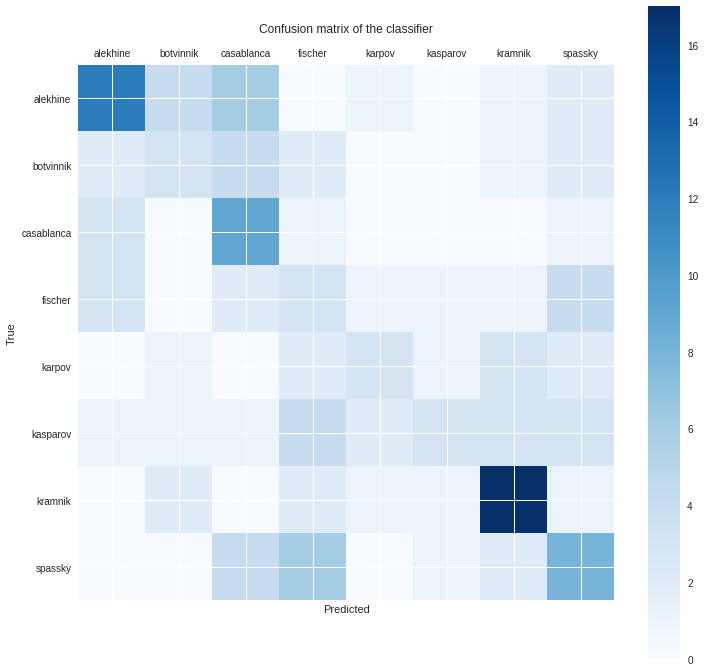 Confusion matrix of the classifier
alekhine botvinnik casablanca fischer karpov kasparov kramnik spassky
alekhine
botvinnik
casablanca
fischer
karpov
kasparov
kramnik
spassky
True
Predicted
16
14
12
10
8
6
4
2
0